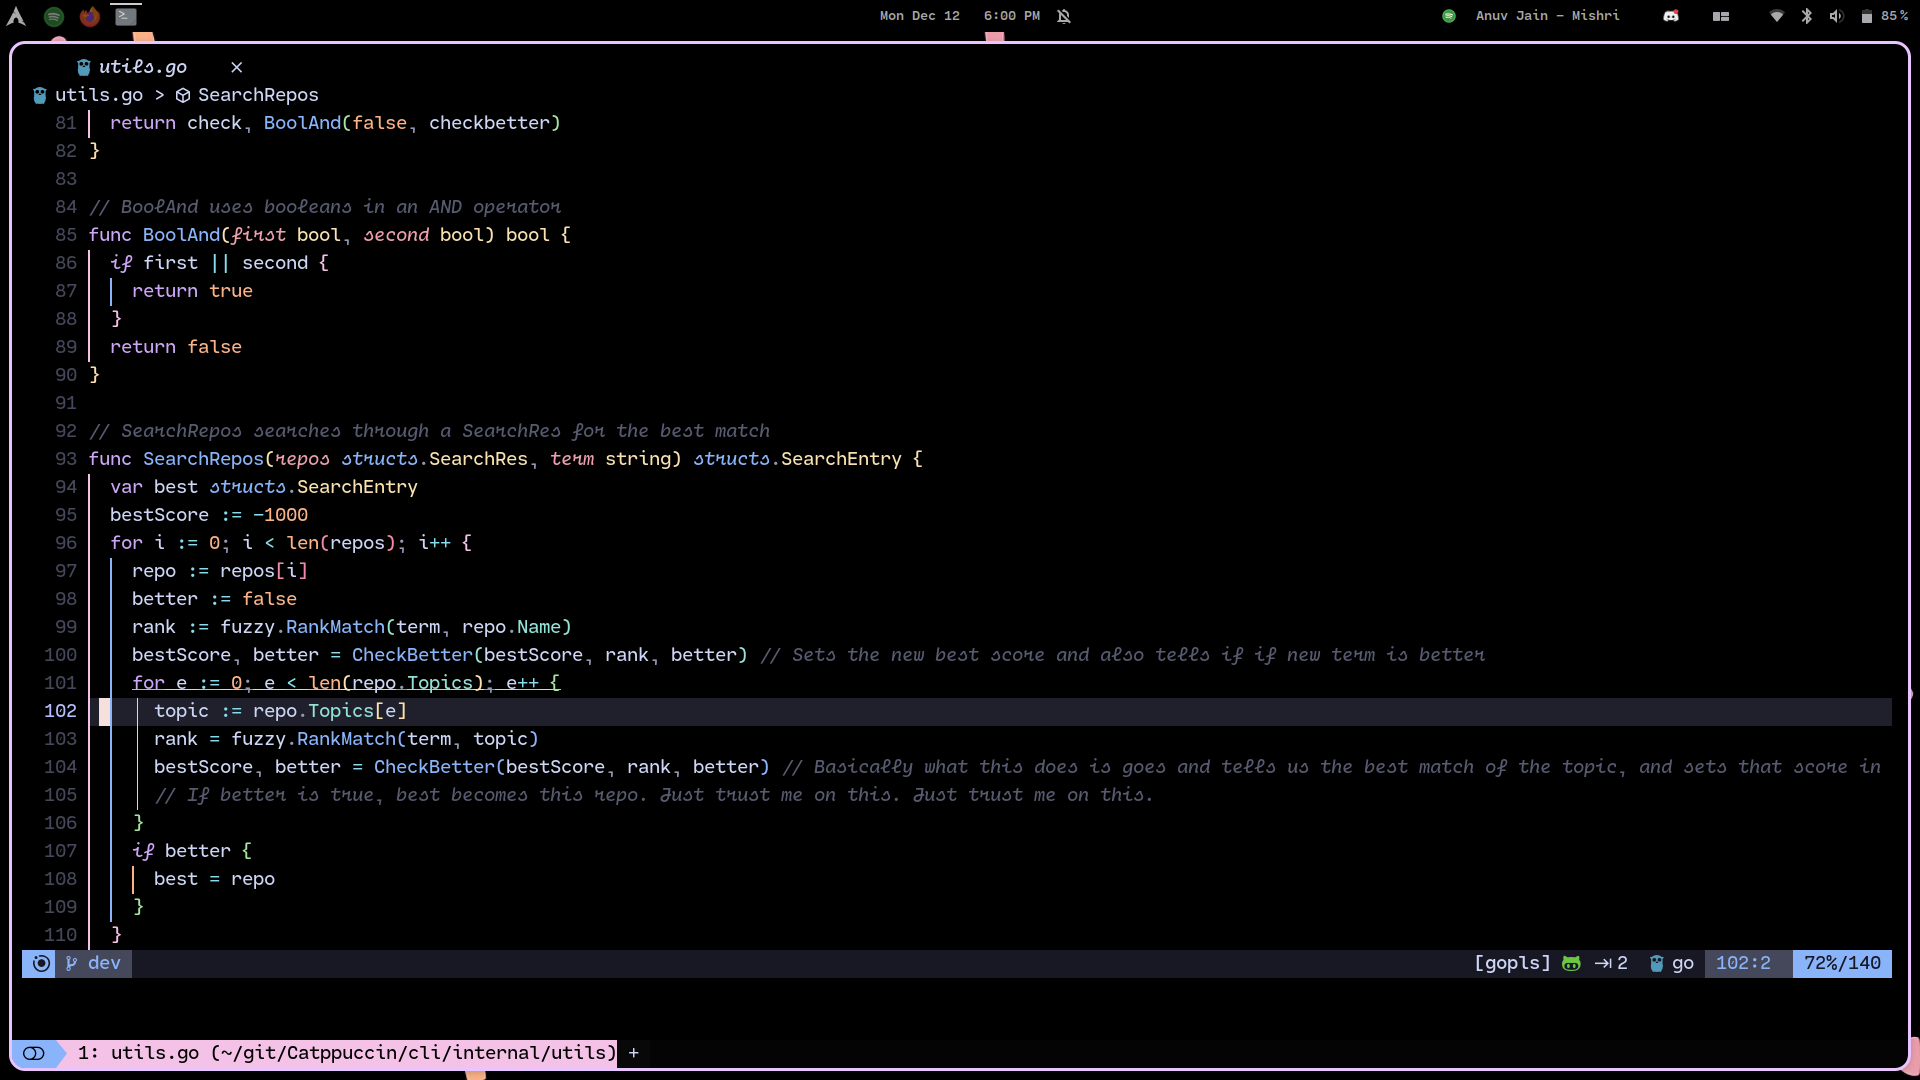 Mon Dec 12 6:00 PM Anuv Jain – Mishri 85%
utils.go ×
utils.go > SearchRepos
81 return check, BoolAnd(false, checkbetter)
82 }
83
84 // BoolAnd uses booleans in an AND operator
85 func BoolAnd(first bool, second bool) bool {
86 if first || second {
87 return true
88 }
89 return false
90 }
91
92 // SearchRepos searches through a SearchRes for the best match
93 func SearchRepos(repos structs.SearchRes, term string) structs.SearchEntry {
94 var best structs.SearchEntry
95 bestScore := -1000
96 for i := 0; i < len(repos); i++ {
97 repo := repos[i]
98 better := false
99 rank := fuzzy.RankMatch(term, repo.Name)
100 bestScore, better = CheckBetter(bestScore, rank, better) // Sets the new best score and also tells if if new term is better
101 for e := 0; e < len(repo.Topics); e++ {
102 topic := repo.Topics[e]
103 rank = fuzzy.RankMatch(term, topic)
104 bestScore, better = CheckBetter(bestScore, rank, better) // Basically what this does is goes and tells us the best match of the topic, and sets that score in
105 // If better is true, best becomes this repo. Just trust me on this. Just trust me on this.
106 }
107 if better {
108 best = repo
109 }
110 }
dev [gopls] 2 go 102:2 72%/140
1: utils.go (~/git/Catppuccin/cli/internal/utils) +